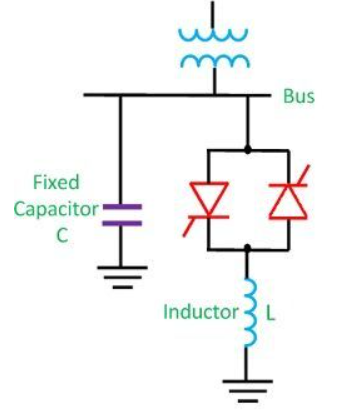 Bus
Fixed
Capacitor
C
Inductor
L